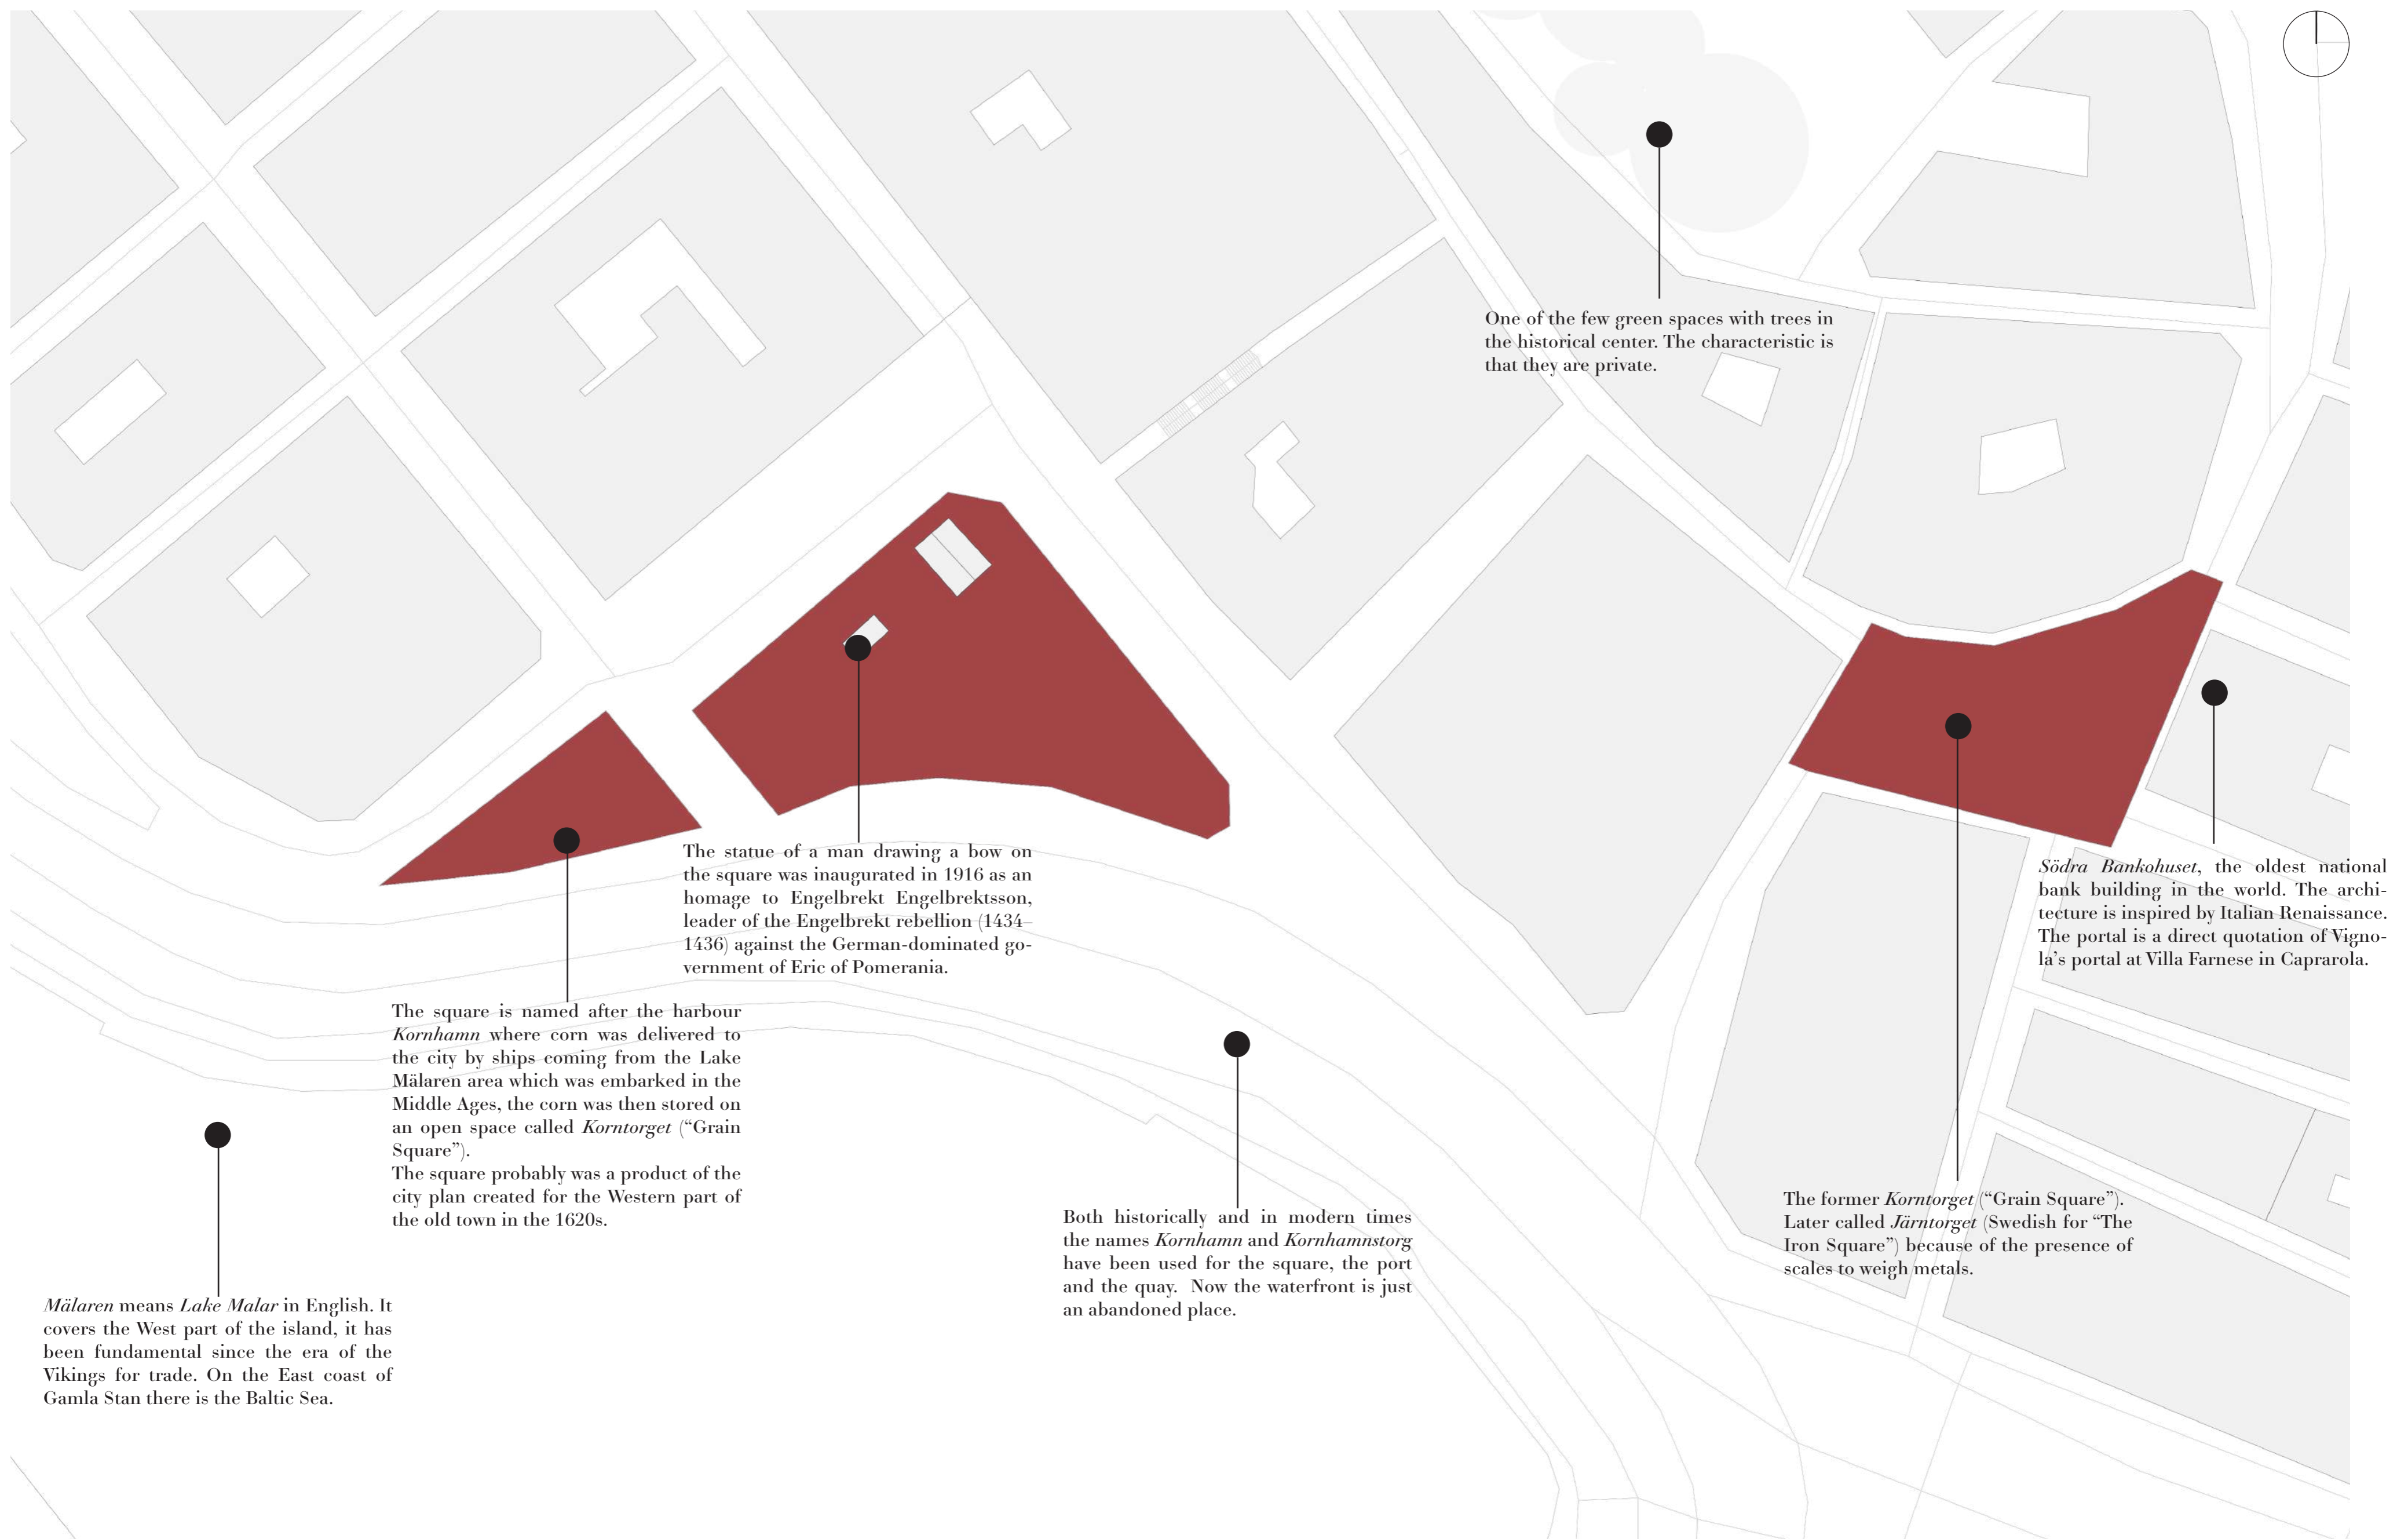 One of the few green spaces with trees in
the historical center. The characteristic is
that they are private.
The statue of a man drawing a bow on
the square was inaugurated in 1916 as an
homage to Engelbrekt Engelbrektsson,
leader of the Engelbrekt rebellion (1434–
1436) against the German-dominated go-
vernment of Eric of Pomerania.
Södra Bankohuset, the oldest national
bank building in the world. The archi-
tecture is inspired by Italian Renaissance.
The portal is a direct quotation of Vigno-
la’s portal at Villa Farnese in Caprarola.
The square is named after the harbour
Kornhamn where corn was delivered to
the city by ships coming from the Lake
Mälaren area which was embarked in the
Middle Ages, the corn was then stored on
an open space called Korntorget (“Grain
Square”).
The square probably was a product of the
city plan created for the Western part of
the old town in the 1620s.
Both historically and in modern times
the names Kornhamn and Kornhamnstorg
have been used for the square, the port
and the quay. Now the waterfront is just
an abandoned place.
The former Korntorget (“Grain Square”).
Later called Järntorget (Swedish for “The
Iron Square”) because of the presence of
scales to weigh metals.
Mälaren means Lake Malar in English. It
covers the West part of the island, it has
been fundamental since the era of the
Vikings for trade. On the East coast of
Gamla Stan there is the Baltic Sea.